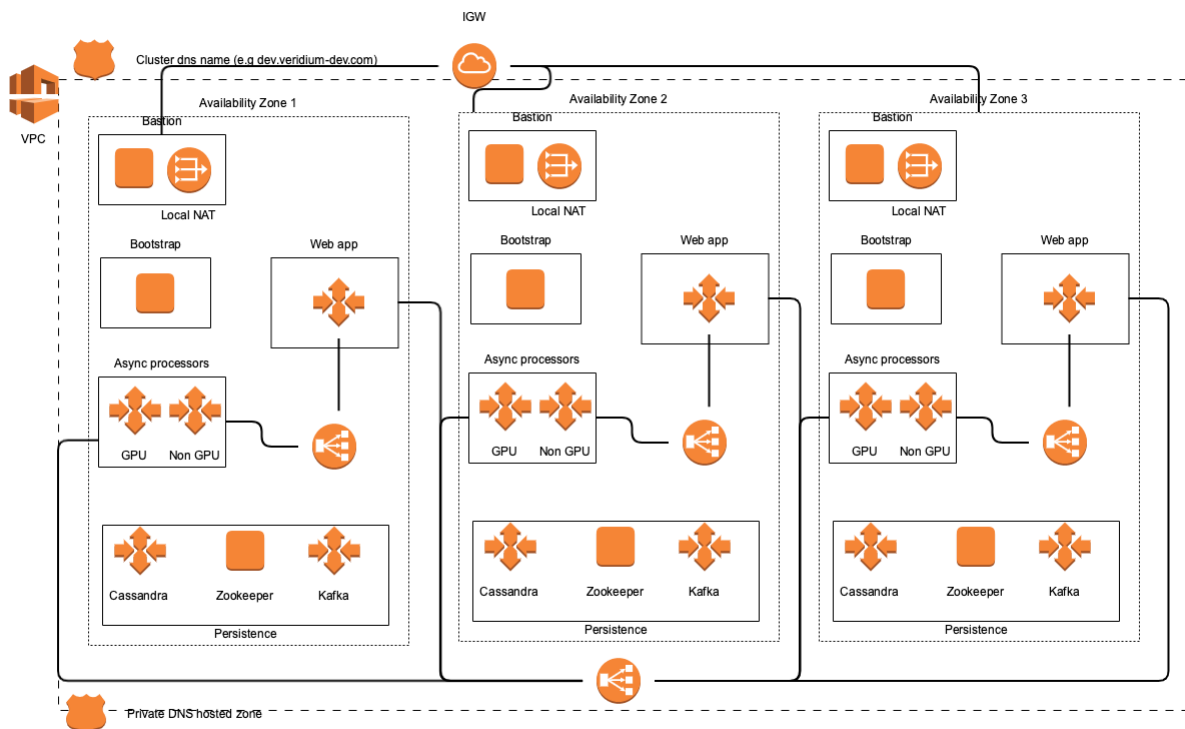 IGW
Cluster dns name (e.g dev.veridium-dev.com)
VPC
Availability Zone 1
Bastion
Local NAT
Bootstrap
Web app
Async processors
GPU
Non GPU
Cassandra
Zookeeper
Kafka
Persistence
Availability Zone 2
Bastion
Local NAT
Bootstrap
Web app
Async processors
GPU
Non GPU
Cassandra
Zookeeper
Kafka
Persistence
Availability Zone 3
Bastion
Local NAT
Bootstrap
Web app
Async processors
GPU
Non GPU
Cassandra
Zookeeper
Kafka
Persistence
Private DNS hosted zone